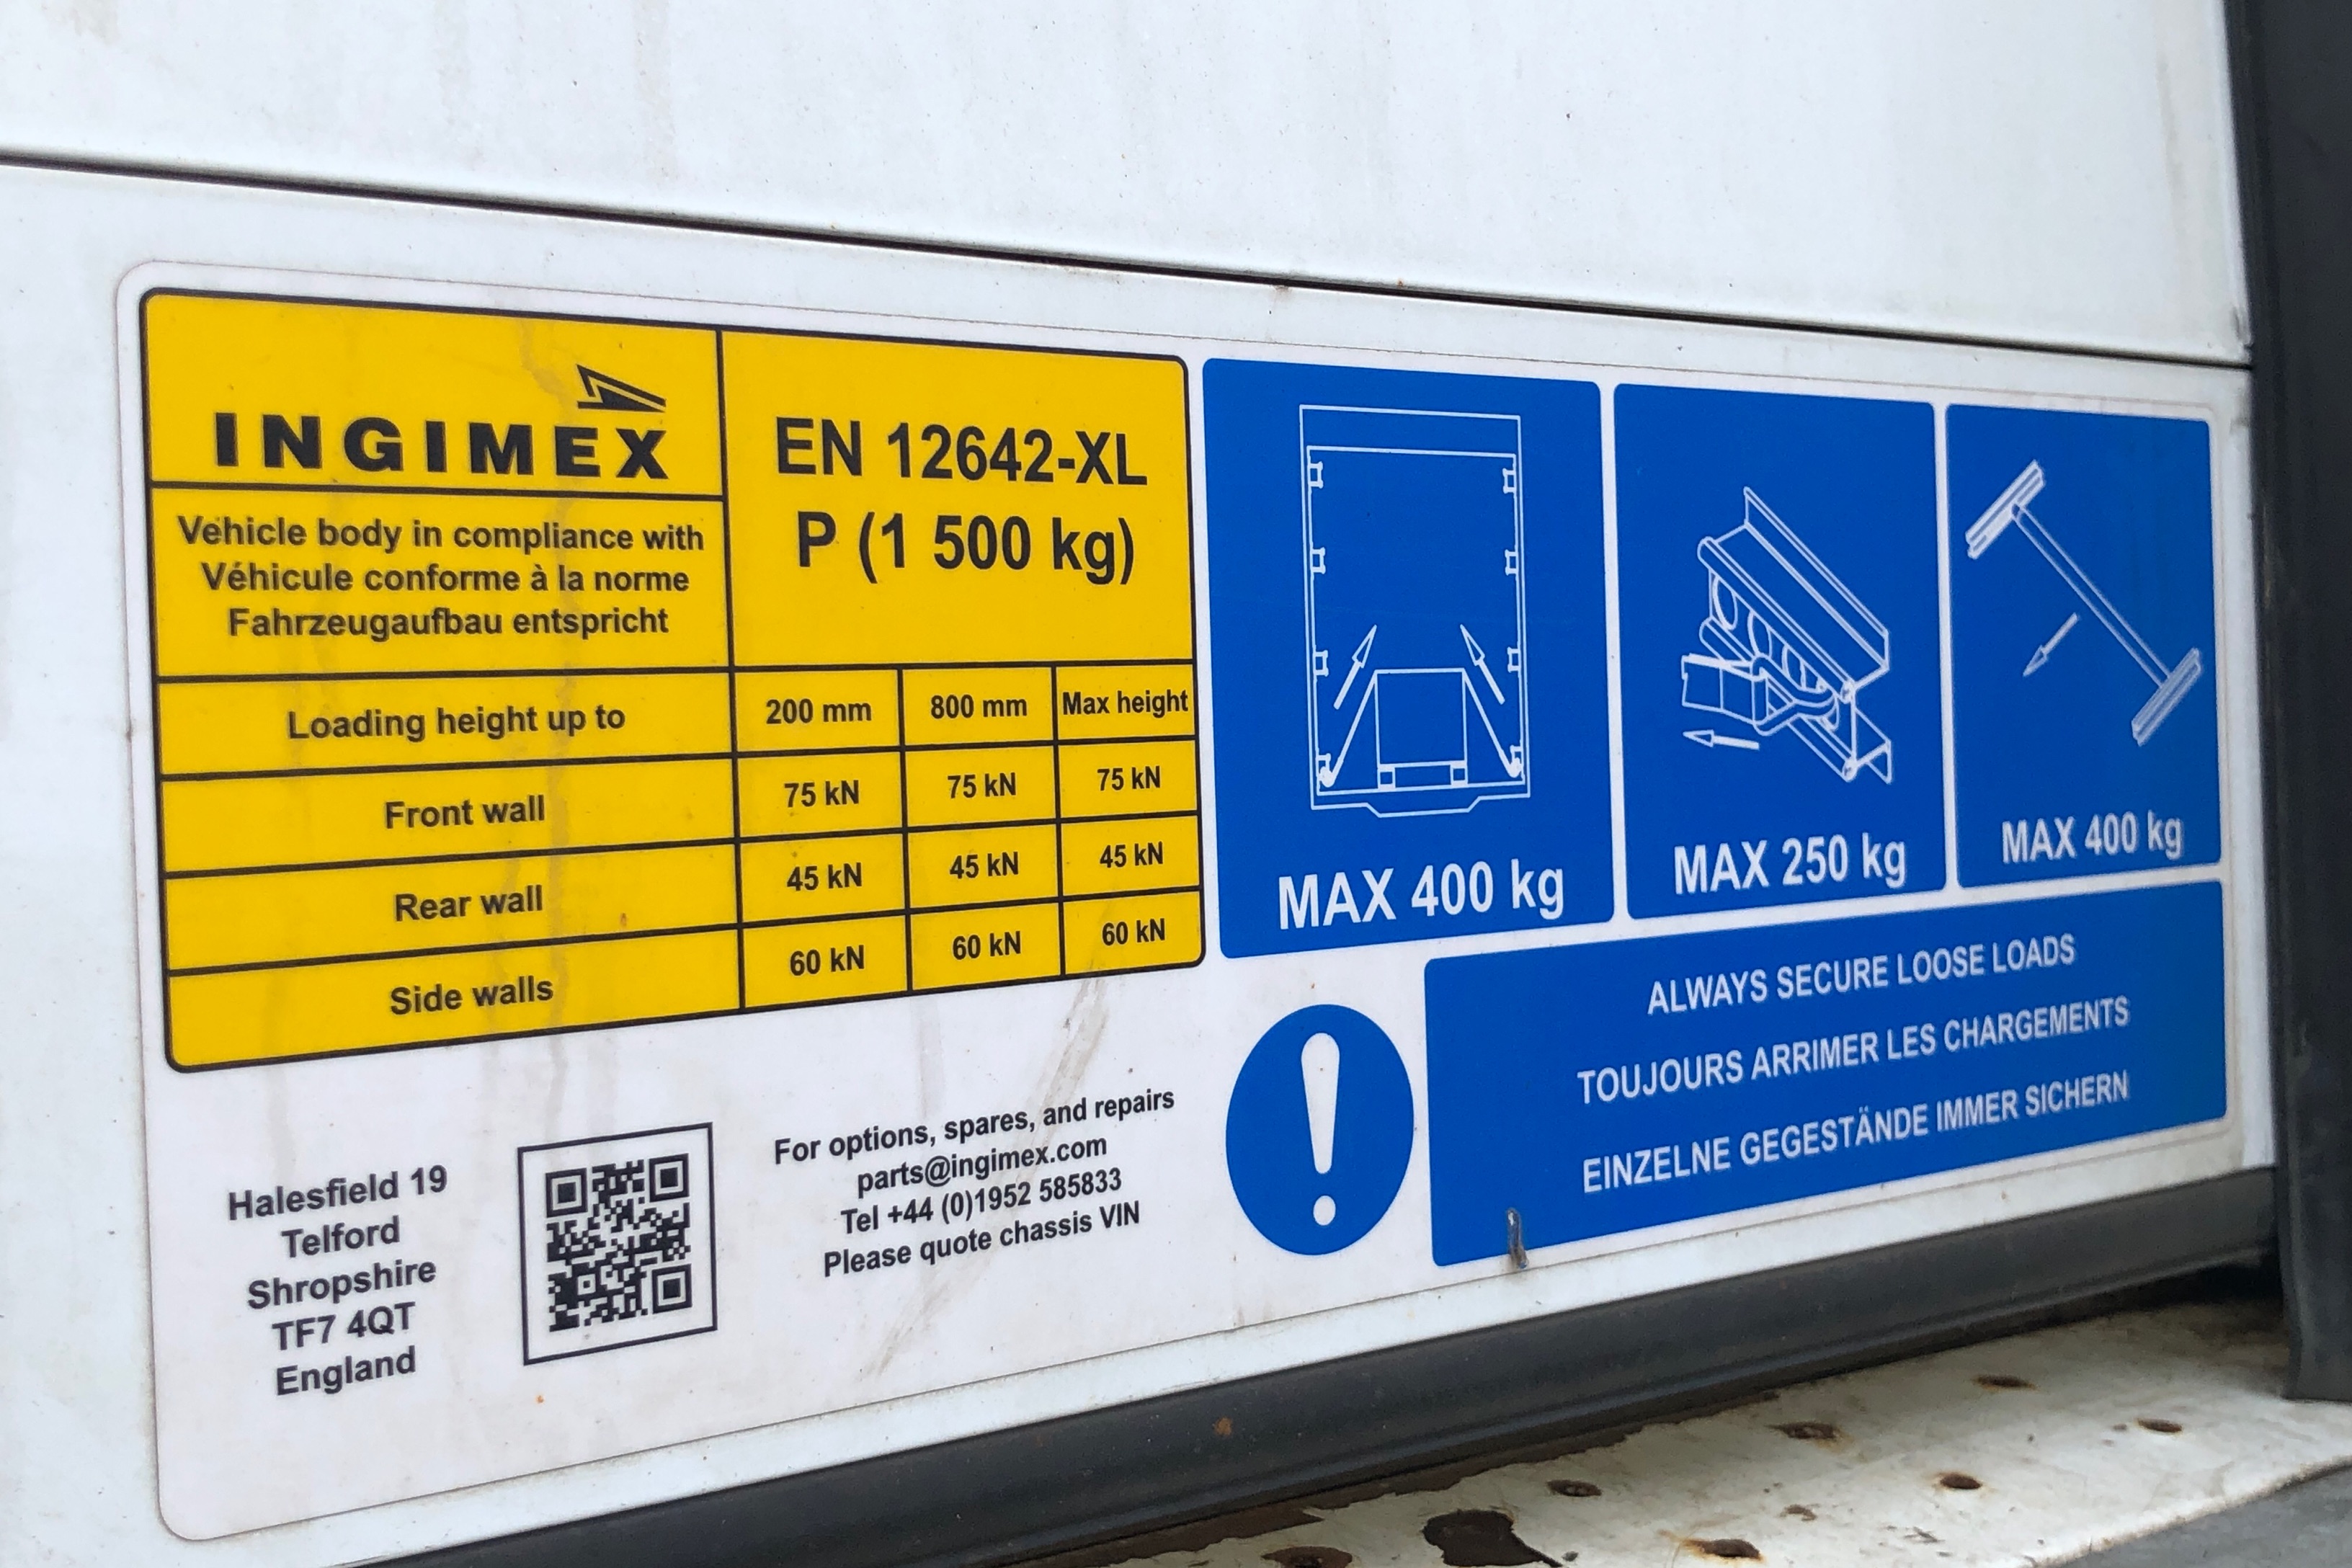 INGIMEX
Vehicle body in compliance with
Véhicule conforme à la norme
Fahrzeugaufbau entspricht
EN 12642-XL
P (1 500 kg)
Loading height up to 200 mm 800 mm Max height
Front wall 75 kN 75 kN 75 kN
Rear wall 45 kN 45 kN 45 kN
Side walls 60 kN 60 kN 60 kN
MAX 400 kg
MAX 250 kg
MAX 400 kg
Halesfield 19
Telford
Shropshire
TF7 4QT
England
For options, spares, and repairs
parts@ingimex.com
Tel +44 (0)1952 585833
Please quote chassis VIN
ALWAYS SECURE LOOSE LOADS
TOUJOURS ARRIMER LES CHARGEMENTS
EINZELNE GEGESTÄNDE IMMER SICHERN